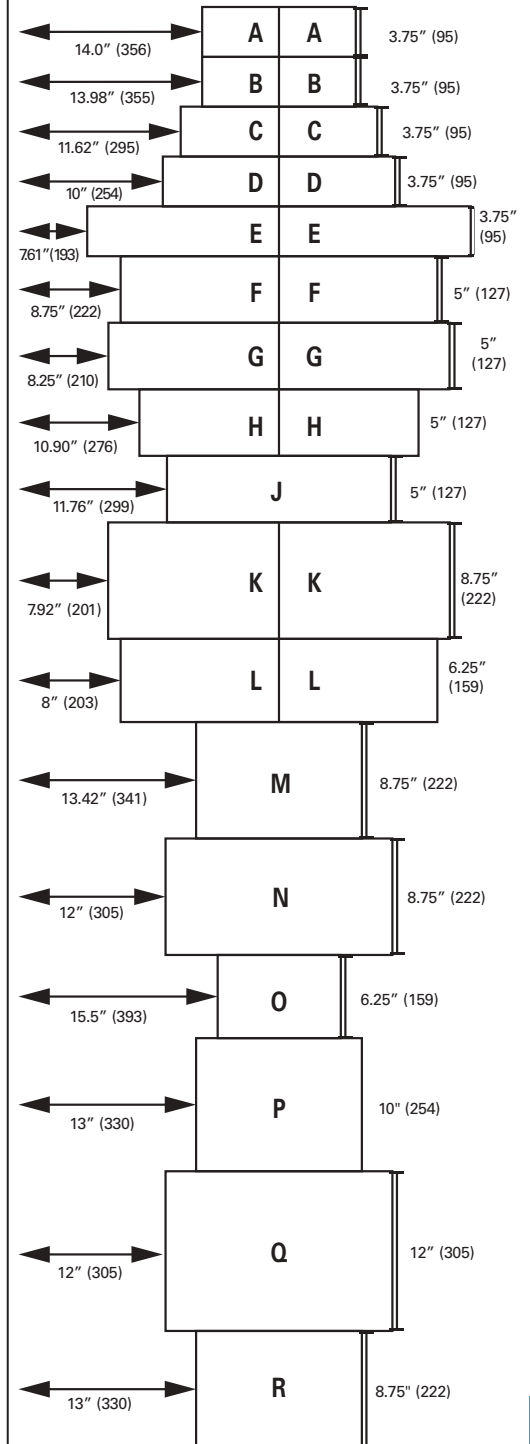 A A
3.75" (95)
14.0" (356)
B B
3.75" (95)
13.98" (355)
C C
3.75" (95)
11.62" (295)
D D
3.75" (95)
10" (254)
E E
3.75"
(95)
7.61"(193)
F F
5" (127)
8.75" (222)
G G
5"
(127)
8.25" (210)
H H
5" (127)
10.90" (276)
J
5" (127)
11.76" (299)
K K
8.75"
(222)
7.92" (201)
L L
6.25"
(159)
8" (203)
M
8.75" (222)
13.42" (341)
N
8.75" (222)
12" (305)
O
6.25" (159)
15.5" (393)
P
10" (254)
13" (330)
Q
12" (305)
12" (305)
R
8.75" (222)
13" (330)